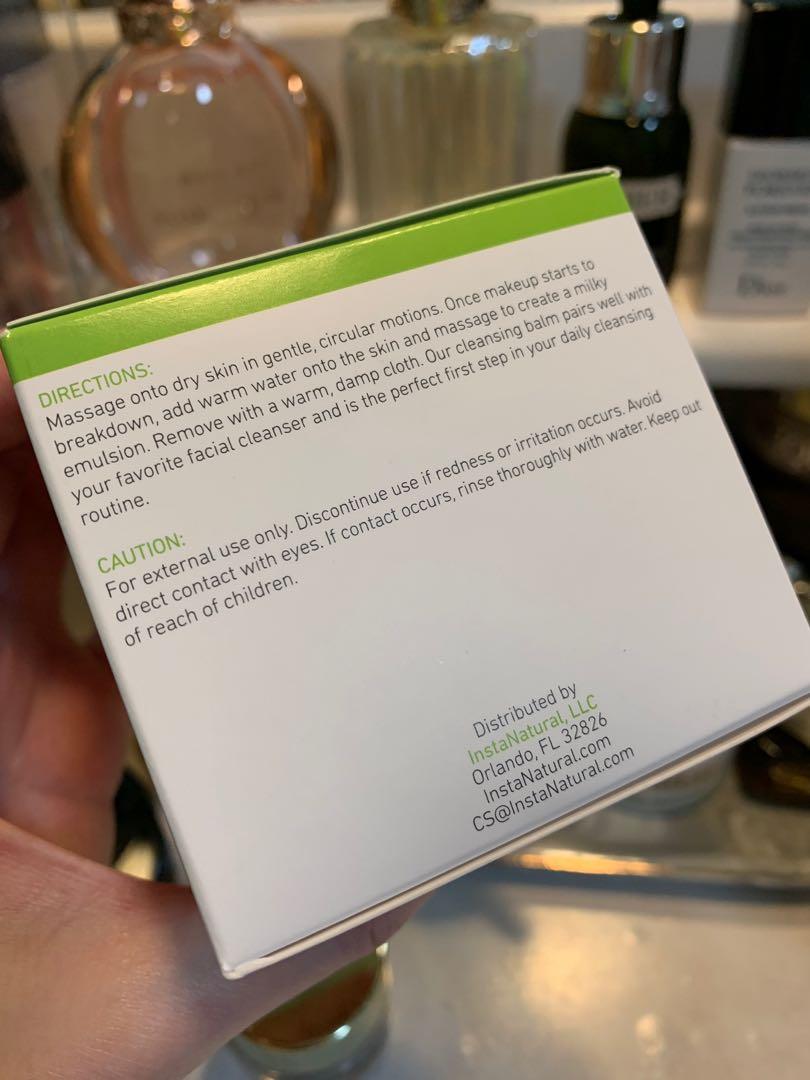 DIRECTIONS:
Massage onto dry skin in gentle, circular motions. Once makeup starts to
breakdown, add warm water onto the skin and massage to create a milky
emulsion. Remove with a warm, damp cloth. Our cleansing balm pairs well with
your favorite facial cleanser and is the perfect first step in your daily cleansing
routine.
CAUTION:
For external use only. Discontinue use if redness or irritation occurs. Avoid
direct contact with eyes. If contact occurs, rinse thoroughly with water. Keep out
of reach of children.
Distributed by
InstaNatural, LLC
Orlando, FL 32826
InstaNatural.com
CS@InstaNatural.com
Dior